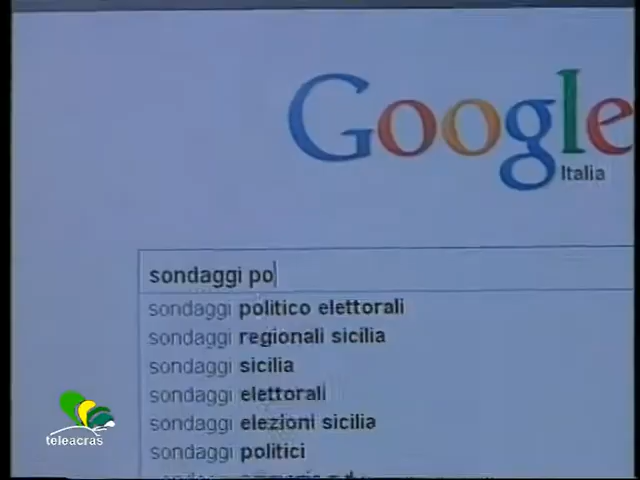 Google
Italia
sondaggi po
sondaggi politico elettorali
sondaggi regionali sicilia
sondaggi sicilia
sondaggi elettorali
sondaggi elezioni sicilia
sondaggi politici
teleacras